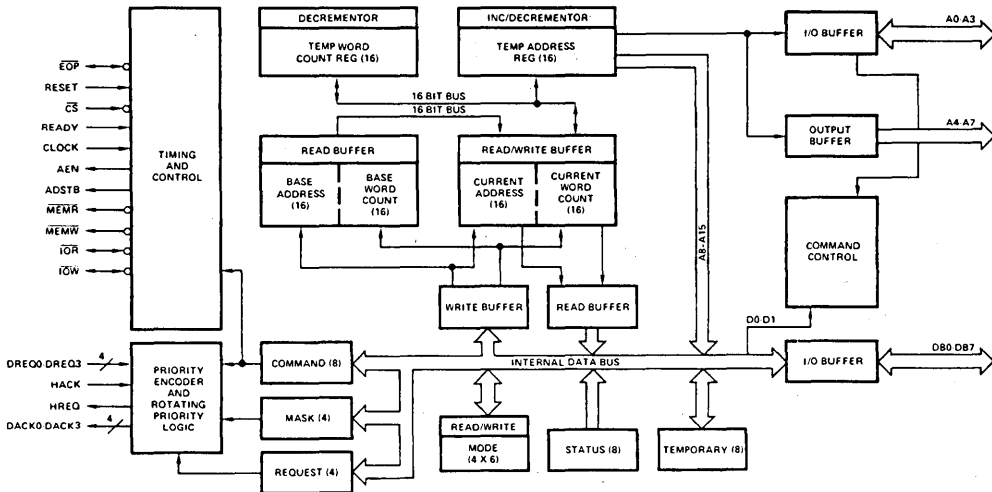 DECREMENTOR
TEMP WORD
COUNT REG (16)
INC/DECREMENTOR
TEMP ADDRESS
REG (16)
I/O BUFFER
A0-A3
OUTPUT
BUFFER
A4-A7
16 BIT BUS
16 BIT BUS
EOP
RESET
CS
READY
CLOCK
AEN
ADSTB
MEMR
MEMW
IOR
IOW
TIMING
AND
CONTROL
READ BUFFER
BASE
ADDRESS
(16)
BASE
WORD
COUNT
(16)
READ/WRITE BUFFER
CURRENT
ADDRESS
(16)
CURRENT
WORD
COUNT
(16)
A8-A15
COMMAND
CONTROL
WRITE BUFFER
READ BUFFER
D0-D1
INTERNAL DATA BUS
I/O BUFFER
DB0-DB7
DREQ0-DREQ3
4
HACK
HREQ
DACK0-DACK3
4
PRIORITY
ENCODER
AND
ROTATING
PRIORITY
LOGIC
COMMAND (8)
MASK (4)
REQUEST (4)
READ/WRITE
MODE
(4 X 6)
STATUS (8)
TEMPORARY (8)